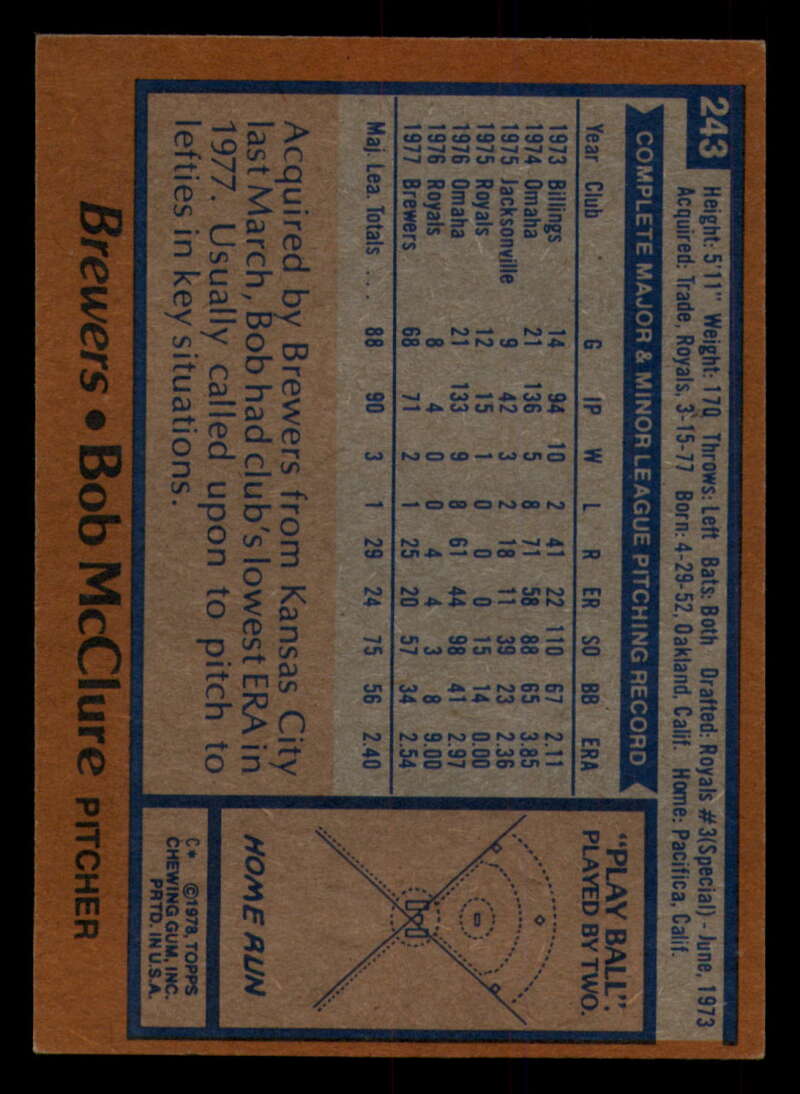 243
Height: 5'11" Weight: 170 Throws: Left Bats: Both Drafted: Royals #3(Special) - June, 1973
Acquired: Trade, Royals, 3-15-77 Born: 4-29-52, Oakland, Calif. Home: Pacifica, Calif.
COMPLETE MAJOR & MINOR LEAGUE PITCHING RECORD
Year Club G IP W L R ER SO BB ERA
1973 Billings 14 94 10 2 41 22 110 67 2.11
1974 Omaha 21 136 5 8 71 58 88 65 3.85
1975 Jacksonville 9 42 3 2 18 11 39 23 2.36
1975 Royals 12 15 1 0 0 0 15 14 0.00
1976 Omaha 21 133 9 8 61 44 98 41 2.97
1976 Royals 8 4 0 0 4 4 3 8 9.00
1977 Brewers 68 71 2 1 25 20 57 34 2.54
Maj. Lea. Totals ... 88 90 3 1 29 24 75 56 2.40
Acquired by Brewers from Kansas City
last March, Bob had club's lowest ERA in
1977. Usually called upon to pitch to
lefties in key situations.
"PLAY BALL".
PLAYED BY TWO.
HOME RUN
C* ©1978, TOPPS
CHEWING GUM, INC.
PRTD. IN U.S.A.
Brewers • Bob McClure PITCHER